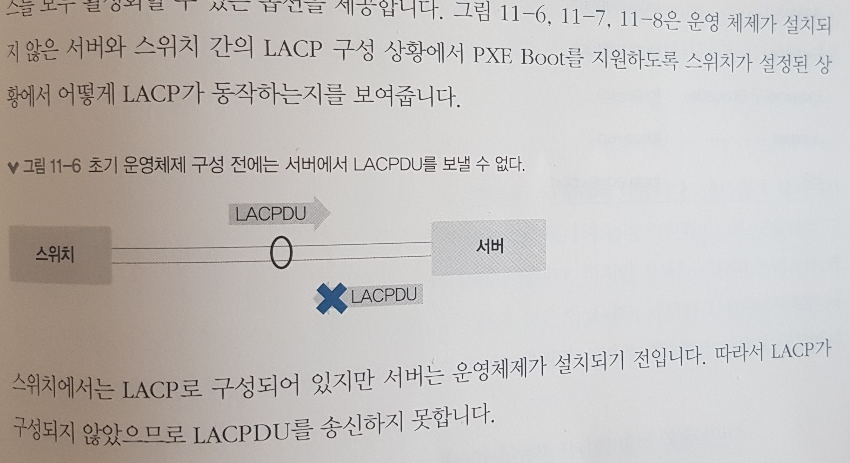 스를 모두 활성화할 수 있는 옵션을 제공합니다. 그림 11-6, 11-7, 11-8은 운영 체제가 설치되
지 않은 서버와 스위치 간의 LACP 구성 상황에서 PXE Boot를 지원하도록 스위치가 설정된 상
황에서 어떻게 LACP가 동작하는지를 보여줍니다.
♥ 그림 11-6 초기 운영체제 구성 전에는 서버에서 LACPDU를 보낼 수 없다.
LACPDU
스위치
서버
LACPDU
스위치에서는 LACP로 구성되어 있지만 서버는 운영체제가 설치되기 전입니다. 따라서 LACP가
구성되지 않았으므로 LACPDU를 송신하지 못합니다.